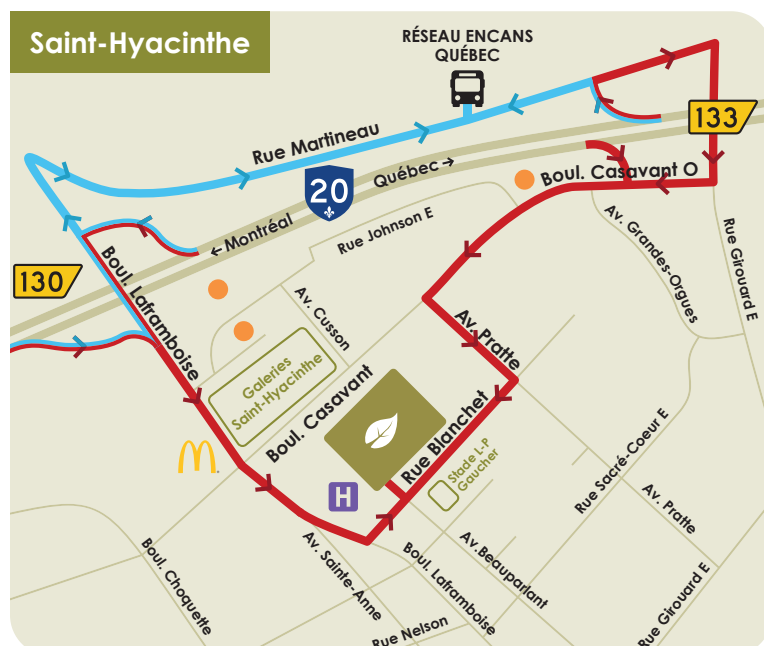 Saint-Hyacinthe
RÉSEAU ENCANS
QUÉBEC
133
Rue Martineau
Boul. Casavant O
Québec →
20
← Montréal
Rue Johnson E
Av. Grandes-Orgues
Rue Girouard E
130
Boul. Laframboise
Av. Cusson
Av. Pratte
Galeries
Saint-Hyacinthe
Boul. Casavant
Rue Blanchet
Stade L-P
Gaucher
Rue Sacré-Coeur E
H
Av. Pratte
Av.Beauparlant
Boul. Choquette
Av. Sainte-Anne
Boul. Laframboise
Rue Nelson
Rue Girouard E